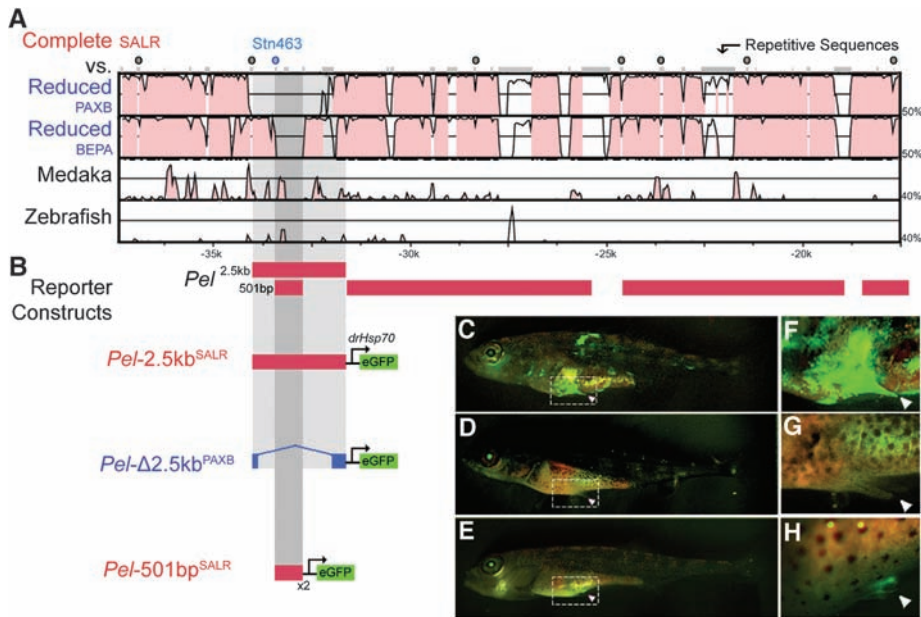 A
Complete SALR
Stn463
vs.
Repetitive Sequences
Reduced
PAXB
50%
Reduced
BEPA
50%
Medaka
40%
Zebrafish
40%
-35k -30k -25k -20k
B
Pel 2.5kb
501bp
Reporter
Constructs
drHsp70
Pel-2.5kbSALR
eGFP
Pel-Δ2.5kbPAXB
eGFP
Pel-501bpSALR
x2
eGFP
C
F
D
G
E
H